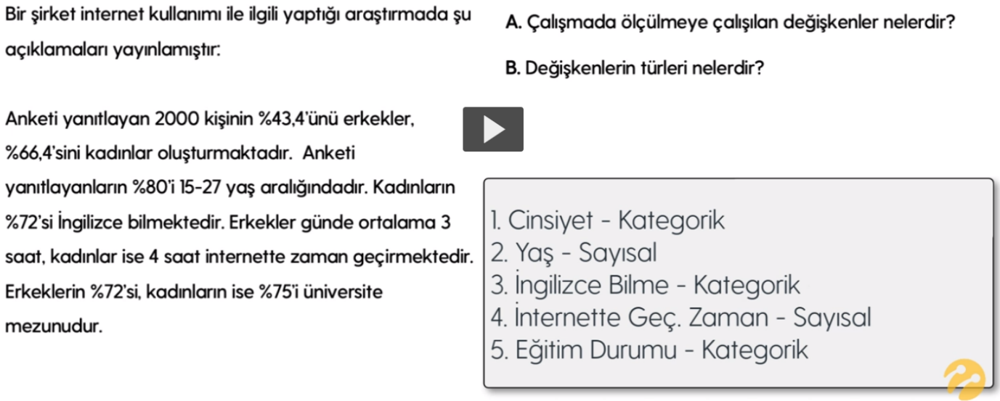 Bir şirket internet kullanımı ile ilgili yaptığı araştırmada şu
açıklamaları yayınlamıştır:
Anketi yanıtlayan 2000 kişinin %43,4'ünü erkekler,
%66,4'sini kadınlar oluşturmaktadır. Anketi
yanıtlayanların %80'i 15-27 yaş aralığındadır. Kadınların
%72'si İngilizce bilmektedir. Erkekler günde ortalama 3
saat, kadınlar ise 4 saat internette zaman geçirmektedir.
Erkeklerin %72'si, kadınların ise %75'i üniversite
mezunudur.
A. Çalışmada ölçülmeye çalışılan değişkenler nelerdir?
B. Değişkenlerin türleri nelerdir?
1. Cinsiyet - Kategorik
2. Yaş - Sayısal
3. İngilizce Bilme - Kategorik
4. İnternette Geç. Zaman - Sayısal
5. Eğitim Durumu - Kategorik